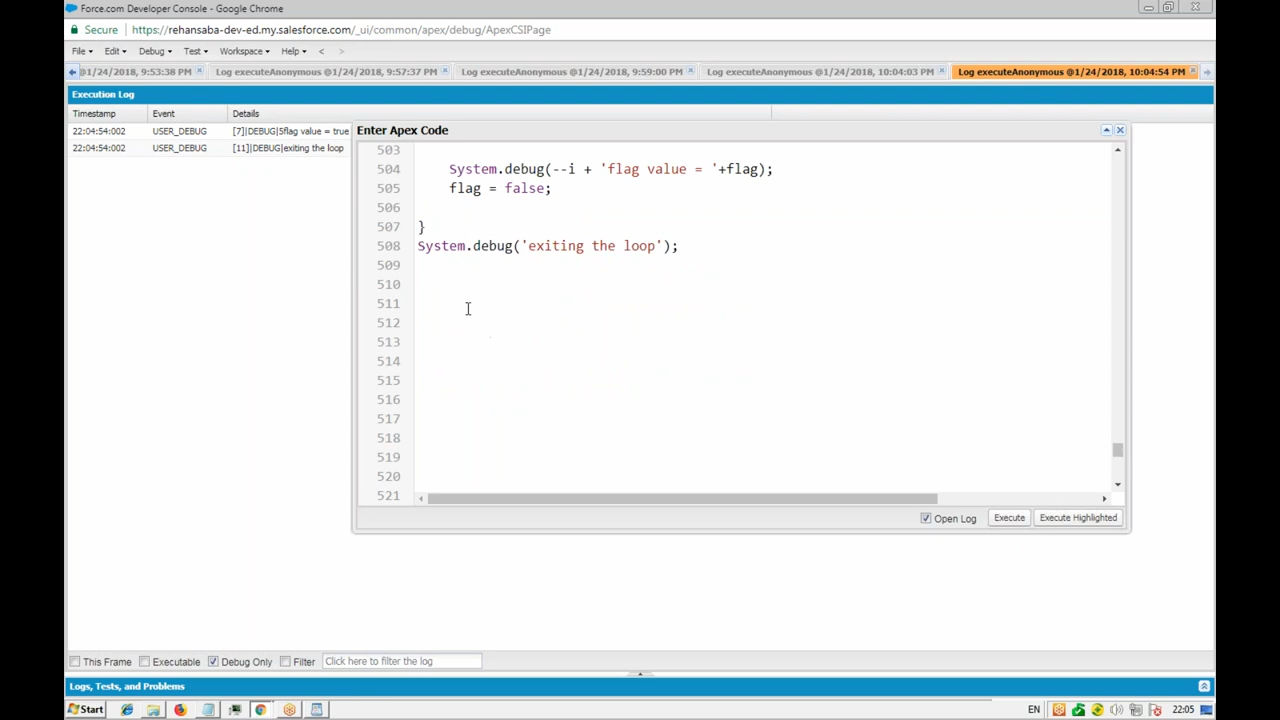 Force.com Developer Console - Google Chrome
Secure https://rehansaba-dev-ed.my.salesforce.com/_ui/common/apex/debug/ApexCSIPage
File Edit Debug Test Workspace Help < >
@1/24/2018, 9:53:38 PM Log executeAnonymous @1/24/2018, 9:57:37 PM Log executeAnonymous @1/24/2018, 9:59:00 PM Log executeAnonymous @1/24/2018, 10:04:03 PM Log executeAnonymous @1/24/2018, 10:04:54 PM
Execution Log
Timestamp Event Details
22:04:54:002 USER_DEBUG [7]|DEBUG|5flag value = true
22:04:54:002 USER_DEBUG [11]|DEBUG|exiting the loop
Enter Apex Code
503
504 System.debug(--i + 'flag value = '+flag);
505 flag = false;
506
507 }
508 System.debug('exiting the loop');
509
510
511
512
513
514
515
516
517
518
519
520
521
Open Log Execute Execute Highlighted
This Frame Executable Debug Only Filter Click here to filter the log
Logs, Tests, and Problems
Start EN 22:05